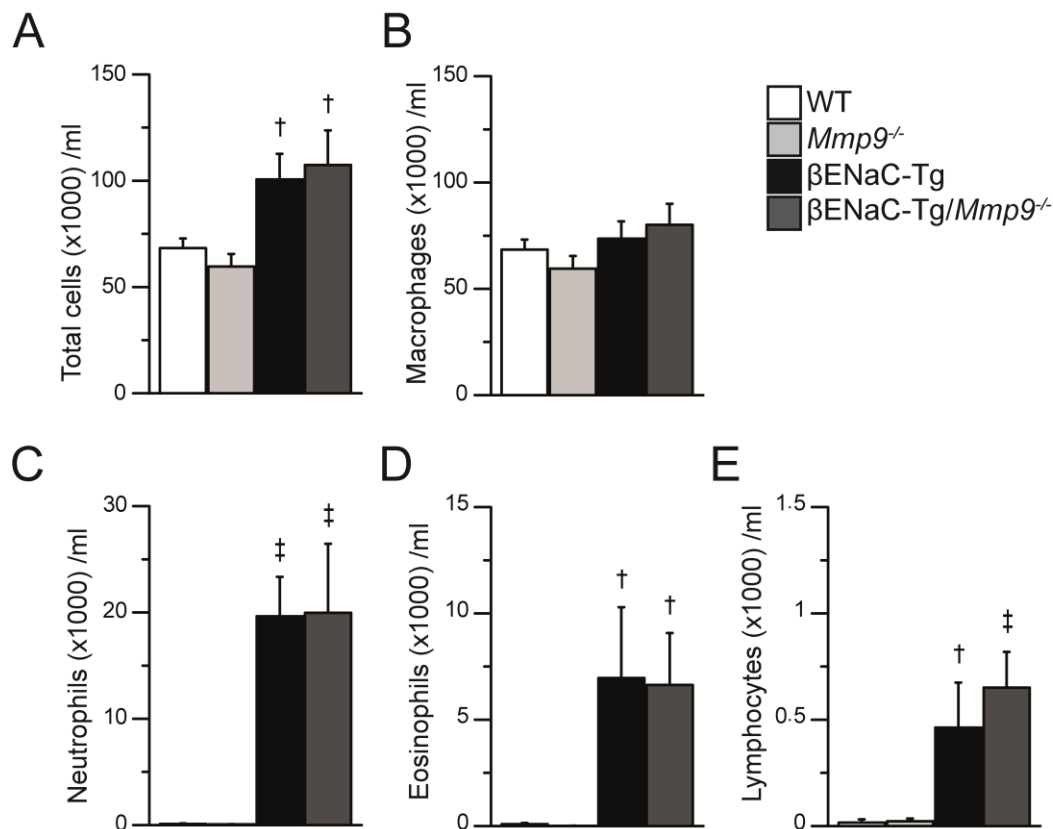 A
Total cells (x1000) /ml
150
100
50
0
†
†
B
Macrophages (x1000) /ml
150
100
50
0
WT
Mmp9-/-
βENaC-Tg
βENaC-Tg/Mmp9-/-
C
Neutrophils (x1000) /ml
30
20
10
0
‡
‡
D
Eosinophils (x1000) /ml
15
10
5
0
†
†
E
Lymphocytes (x1000) /ml
1.5
1
0.5
0
†
‡